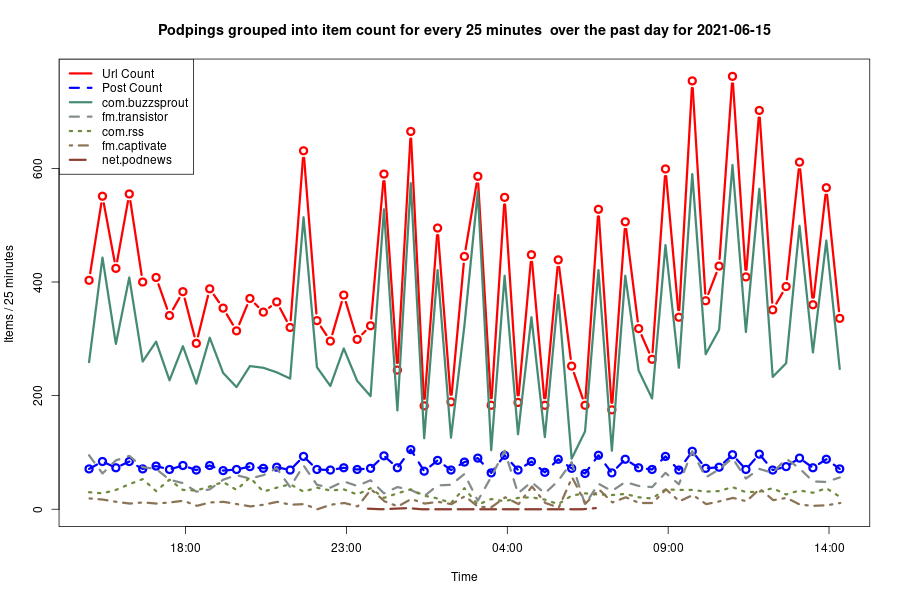 Podpings grouped into item count for every 25 minutes  over the past day for 2021-06-15
Url Count
Post Count
com.buzzsprout
fm.transistor
com.rss
fm.captivate
net.podnews
Items / 25 minutes
600
400
200
0
18:00 23:00 04:00 09:00 14:00
Time